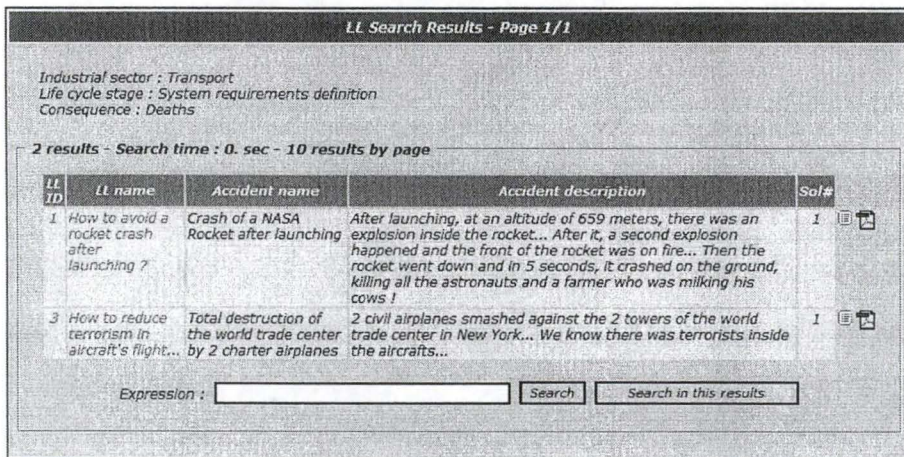 LL Search Results - Page 1/1
Industrial sector : Transport
Life cycle stage : System requirements definition
Consequence : Deaths
2 results - Search time : 0. sec - 10 results by page
LL ID LL name Accident name Accident description Sol#
1 How to avoid a rocket crash after launching ? Crash of a NASA Rocket after launching After launching, at an altitude of 659 meters, there was an explosion inside the rocket... After it, a second explosion happened and the front of the rocket was on fire... Then the rocket went down and in 5 seconds, it crashed on the ground, killing all the astronauts and a farmer who was milking his cows ! 1
3 How to reduce terrorism in aircraft's flight... Total destruction of the world trade center by 2 charter airplanes 2 civil airplanes smashed against the 2 towers of the world trade center in New York... We know there was terrorists inside the aircrafts... 1
Expression : Search Search in this results